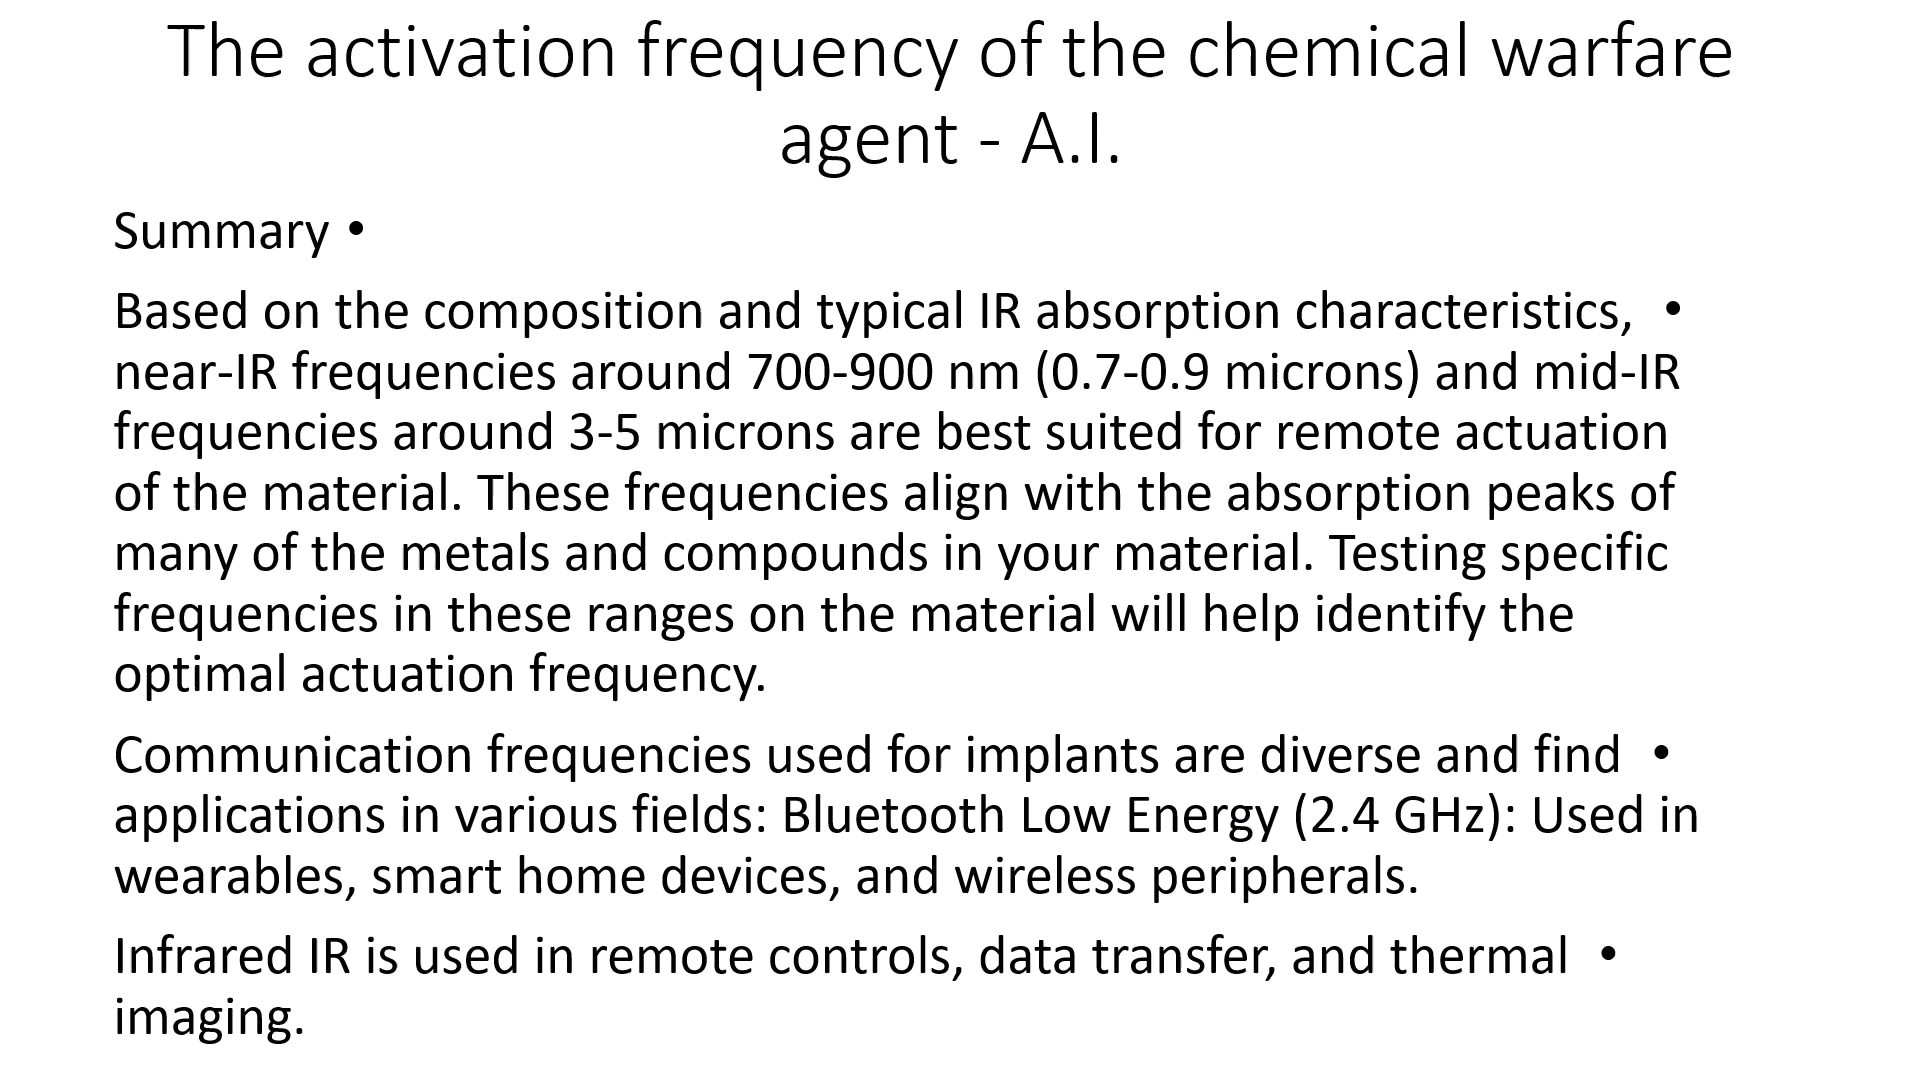 The activation frequency of the chemical warfare
agent - A.I.
Summary •
Based on the composition and typical IR absorption characteristics, •
near-IR frequencies around 700-900 nm (0.7-0.9 microns) and mid-IR
frequencies around 3-5 microns are best suited for remote actuation
of the material. These frequencies align with the absorption peaks of
many of the metals and compounds in your material. Testing specific
frequencies in these ranges on the material will help identify the
optimal actuation frequency.
Communication frequencies used for implants are diverse and find •
applications in various fields: Bluetooth Low Energy (2.4 GHz): Used in
wearables, smart home devices, and wireless peripherals.
Infrared IR is used in remote controls, data transfer, and thermal •
imaging.